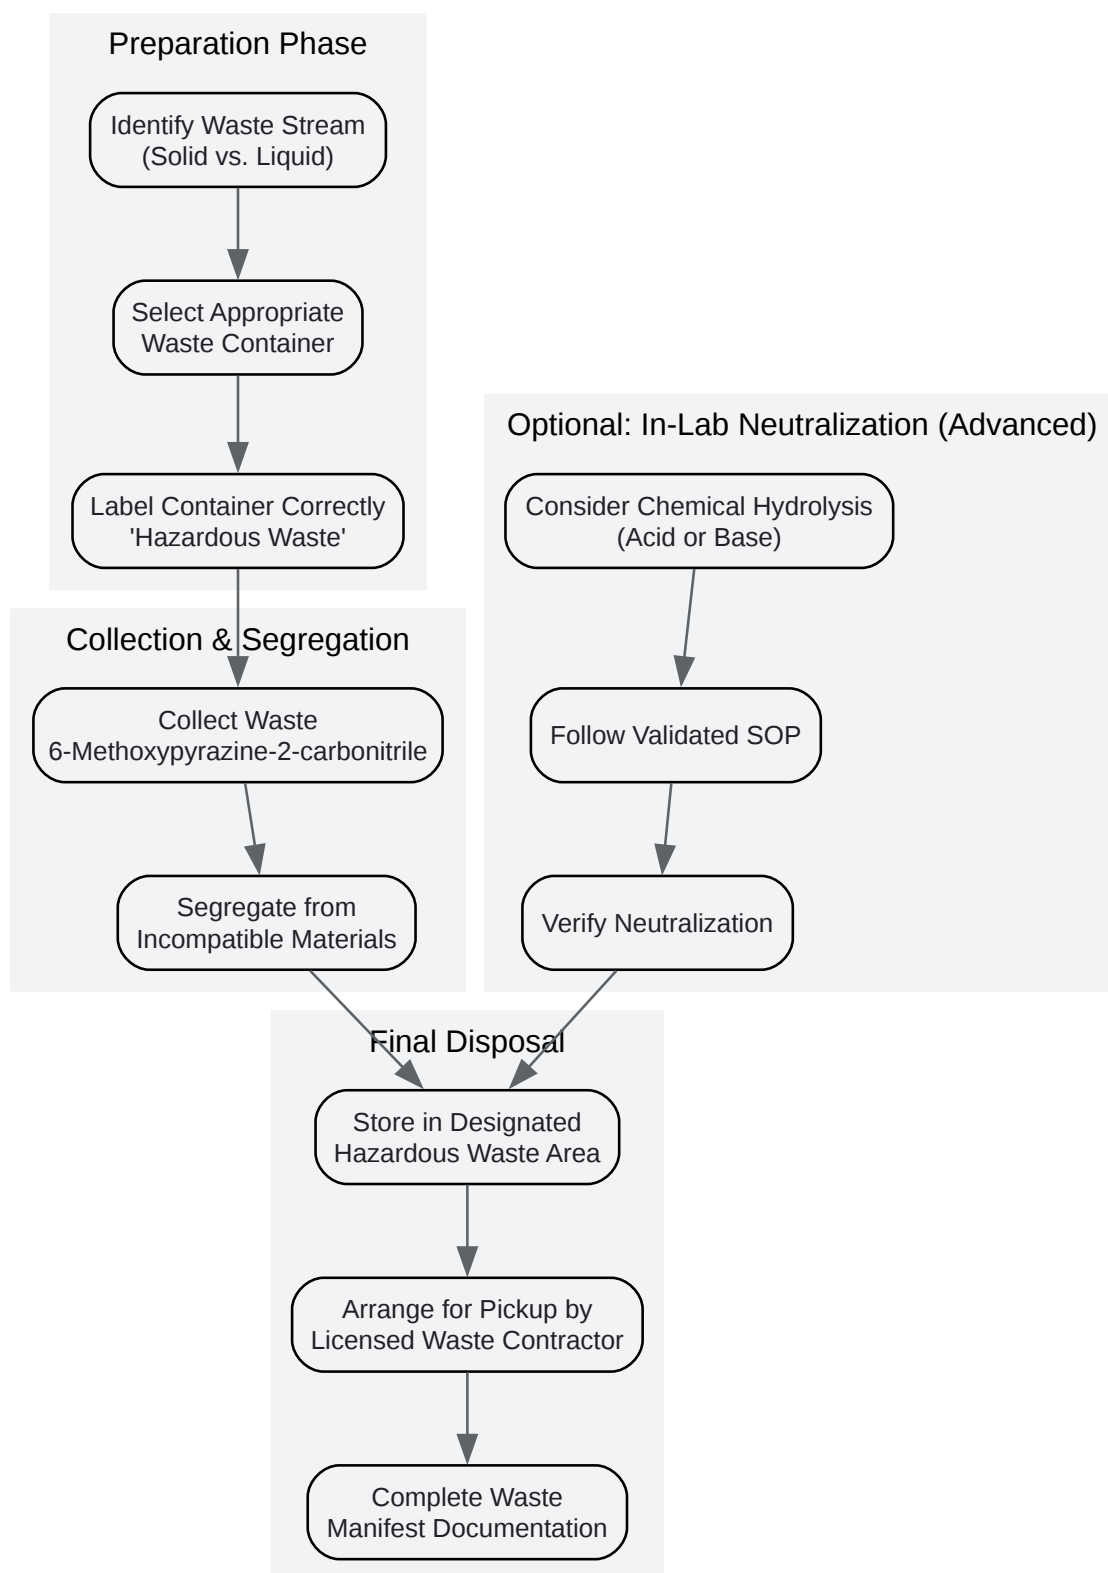 Preparation Phase
Identify Waste Stream
(Solid vs. Liquid)
Select Appropriate
Waste Container
Label Container Correctly
'Hazardous Waste'
Collection & Segregation
Collect Waste
6-Methoxypyrazine-2-carbonitrile
Segregate from
Incompatible Materials
Optional: In-Lab Neutralization (Advanced)
Consider Chemical Hydrolysis
(Acid or Base)
Follow Validated SOP
Verify Neutralization
Final Disposal
Store in Designated
Hazardous Waste Area
Arrange for Pickup by
Licensed Waste Contractor
Complete Waste
Manifest Documentation